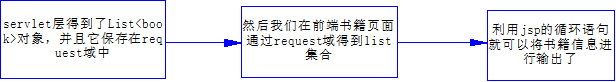 servlet层得到了List<boo
k>对象，并且它保存在req
uest域中
然后我们在前端书籍页面
通过request域得到list
集合
利用jsp的循环语句
就可以将书籍信息进
行输出了